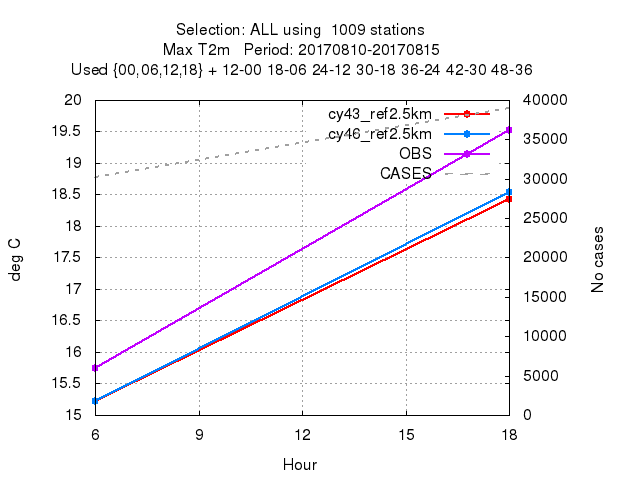 Selection: ALL using  1009 stations
Max T2m   Period: 20170810-20170815
Used {00,06,12,18} + 12-00 18-06 24-12 30-18 36-24 42-30 48-36
cy43_ref2.5km
cy46_ref2.5km
OBS
CASES
20
19.5
19
18.5
18
17.5
17
16.5
16
15.5
15
40000
35000
30000
25000
20000
15000
10000
5000
0
deg C
No cases
6
9
12
15
18
Hour